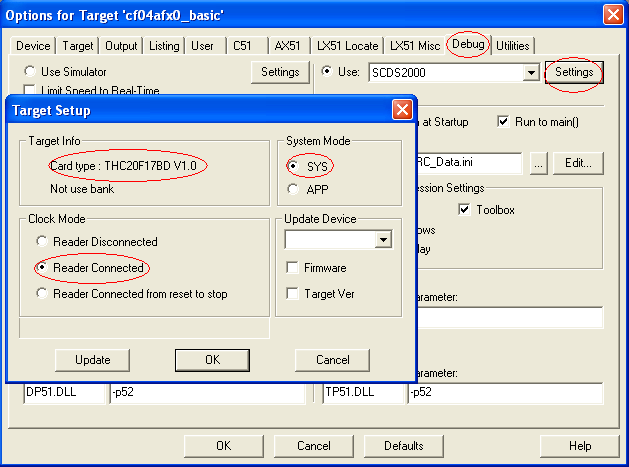 Options for Target 'cf04afx0_basic'
Device Target Output Listing User C51 AX51 LX51 Locate LX51 Misc Debug Utilities
Use Simulator Settings Use: SCDS2000 Settings
Limit Speed to Real-Time
Target Setup
at Startup Run to main()
Target Info System Mode
Card type : THC20F17BD V1.0 SYS
RC_Data.ini ... Edit...
Not use bank APP
ession Settings
Toolbox
Clock Mode Update Device
ows
Reader Disconnected
lay
Reader Connected Firmware
Reader Connected from reset to stop Target Ver
arameter:
Update OK Cancel
arameter:
DP51.DLL -p52 TP51.DLL -p52
OK Cancel Defaults Help